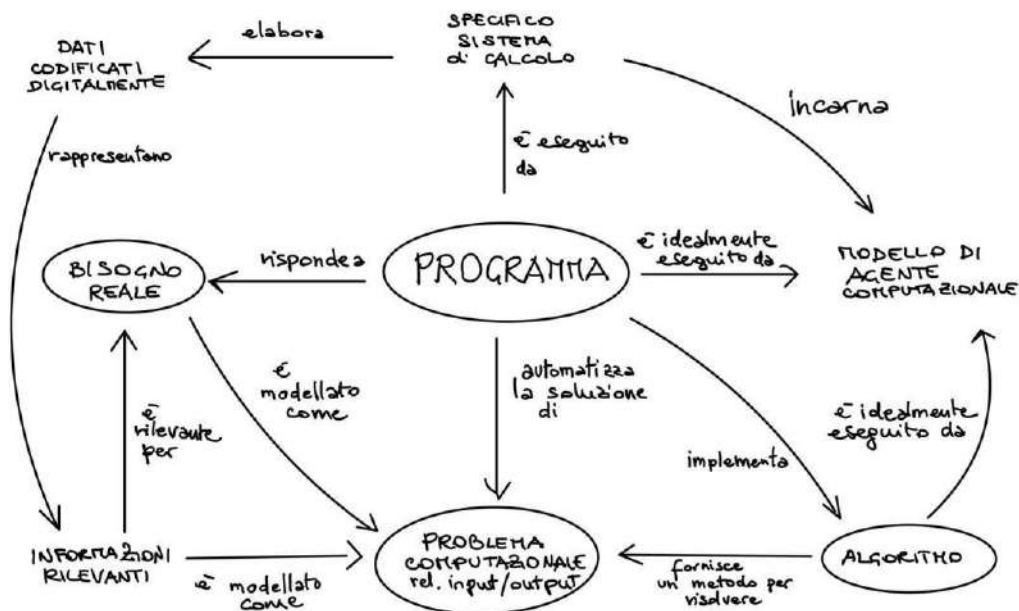 SPECIFICO
SISTEMA
di CALCOLO
elabora
DATI
CODIFICATI
DIGITALMENTE
incarna
è eseguito
da
rappresentano
è idealmente
eseguito da
MODELLO DI
AGENTE
COMPUTAZIONALE
PROGRAMMA
risponde a
BISOGNO
REALE
è
modellato
come
automatizza
la soluzione
di
è
rilevante
per
è idealmente
eseguito da
implementa
INFORMAZIONI
RILEVANTI
è modellato
come
PROBLEMA
COMPUTAZIONALE
rel. input/output
fornisce
un metodo per
risolvere
ALGORITMO